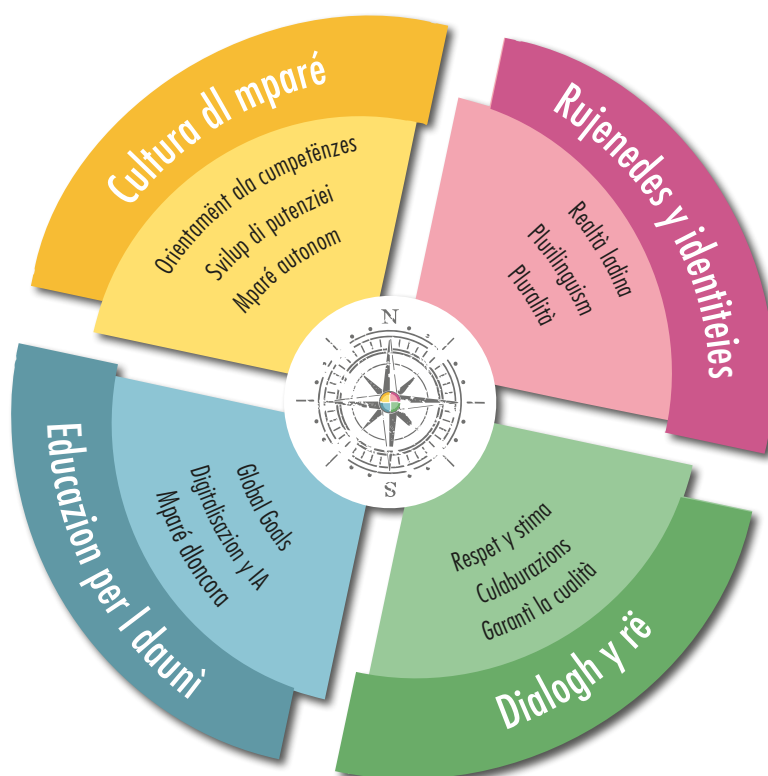 Cultura dl mparé
Orientamënt ala cumpetënzes
Svilup di putenziei
Mparé autonom
Rujenedes y identiteies
Realtà ladina
Plurilinguism
Pluralità
N
S
Educazion per l daunì
Global Goals
Digitalisazion y IA
Mparé dloncora
Respet y stima
Culaburazions
Garantì la cualità
Dialogh y rë